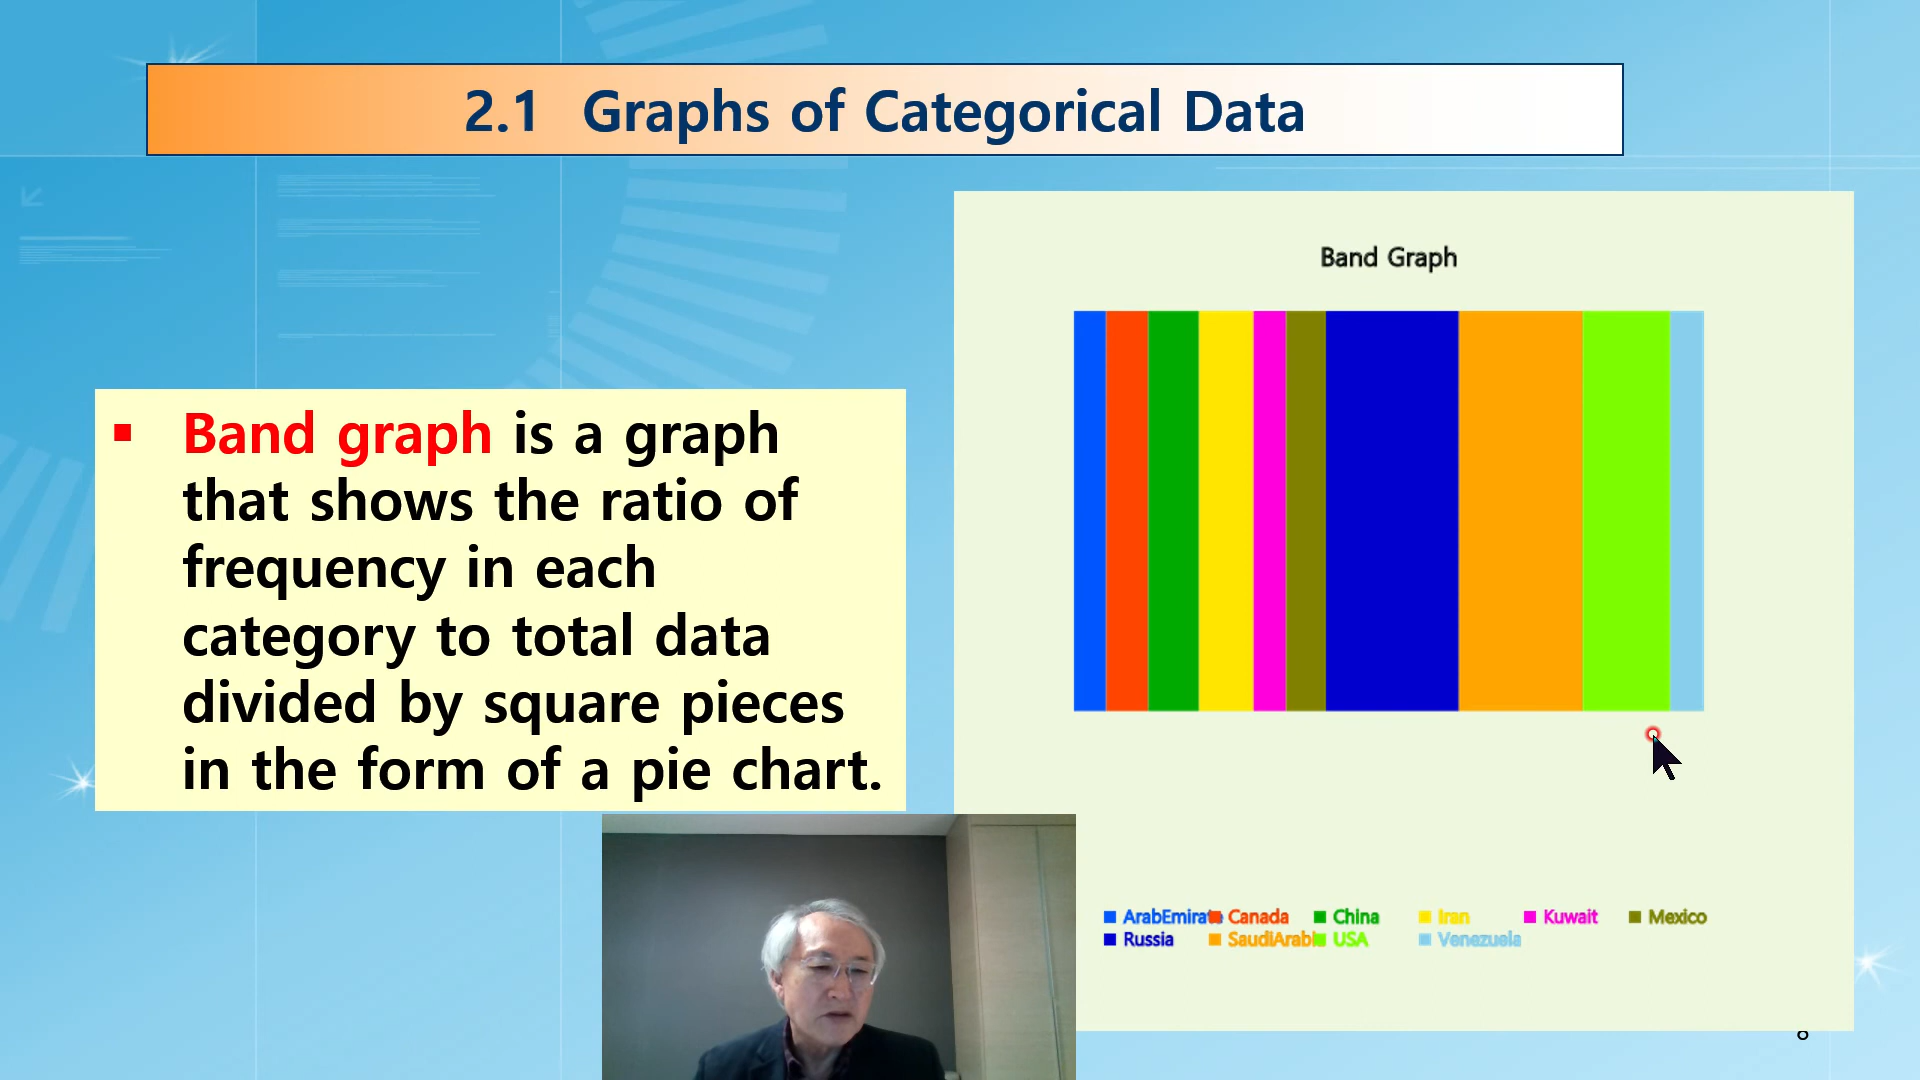 2.1 Graphs of Categorical Data
Band graph is a graph
that shows the ratio of
frequency in each
category to total data
divided by square pieces
in the form of a pie chart.
Band Graph
ArabEmirate Canada China Iran Kuwait Mexico
Russia SaudiArabi USA Venezuela